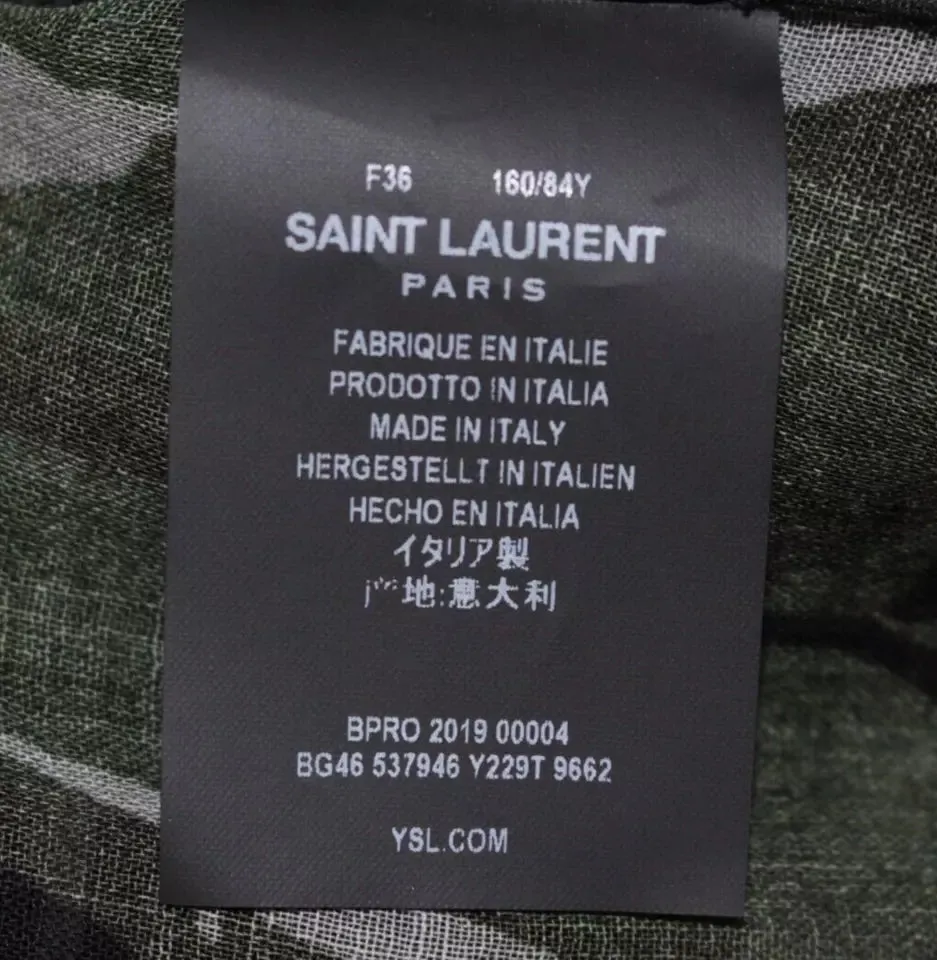 F36 160/84Y
SAINT LAURENT
PARIS
FABRIQUE EN ITALIE
PRODOTTO IN ITALIA
MADE IN ITALY
HERGESTELLT IN ITALIEN
HECHO EN ITALIA
イタリア製
产地:意大利
BPRO 2019 00004
BG46 537946 Y229T 9662
YSL.COM